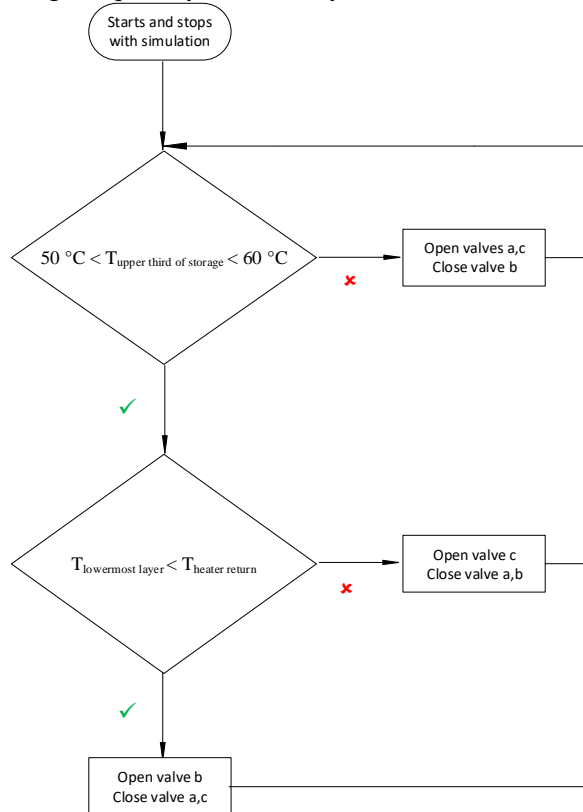 Starts and stops
with simulation
50 °C < T upper third of storage < 60 °C
✘
Open valves a,c
Close valve b
✓
T lowermost layer < T heater return
✘
Open valve c
Close valve a,b
✓
Open valve b
Close valve a,c